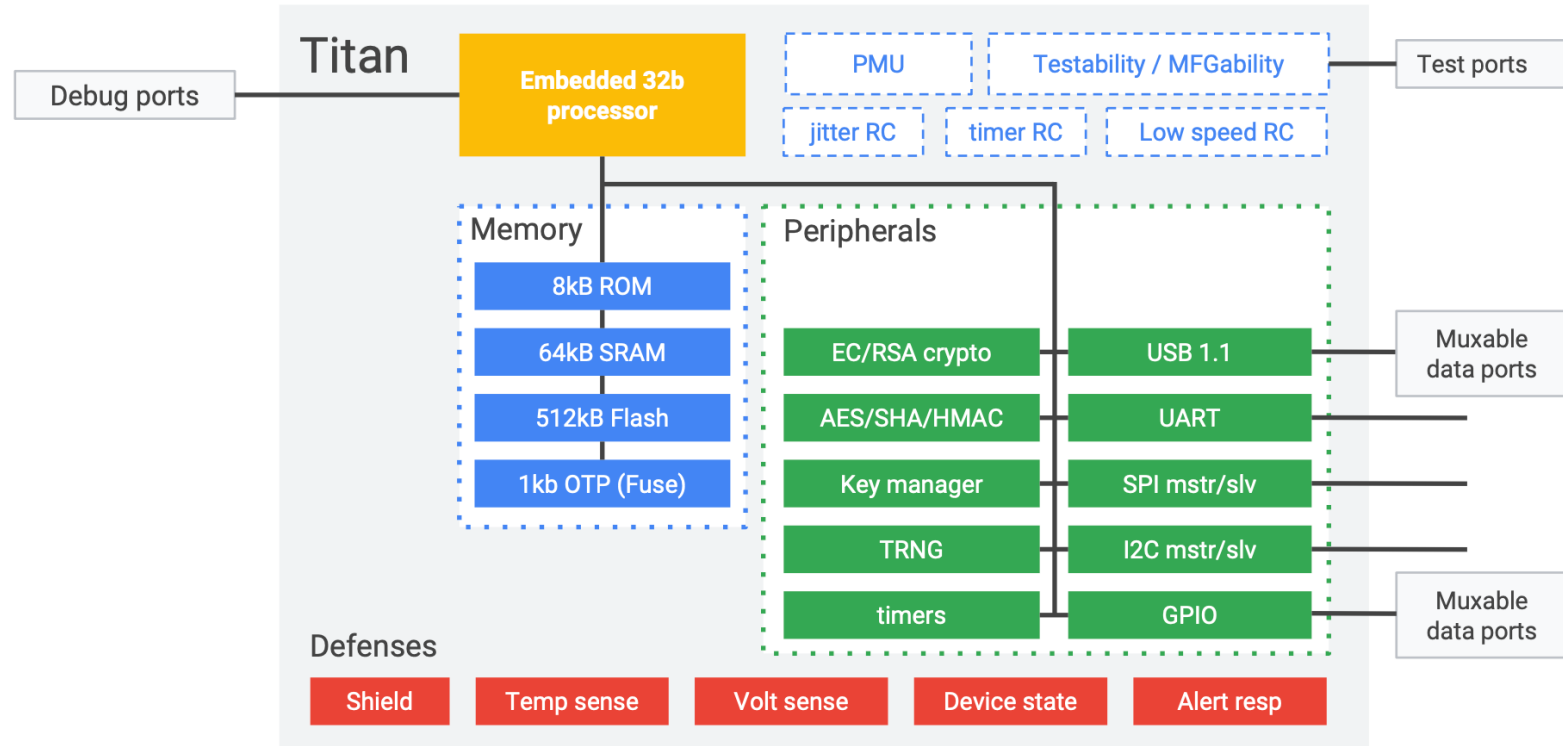 Titan
Debug ports
Embedded 32b
processor
PMU
Testability / MFGability
Test ports
jitter RC
timer RC
Low speed RC
Memory
8kB ROM
64kB SRAM
512kB Flash
1kb OTP (Fuse)
Peripherals
EC/RSA crypto
USB 1.1
AES/SHA/HMAC
UART
Key manager
SPI mstr/slv
TRNG
I2C mstr/slv
timers
GPIO
Muxable
data ports
Muxable
data ports
Defenses
Shield
Temp sense
Volt sense
Device state
Alert resp